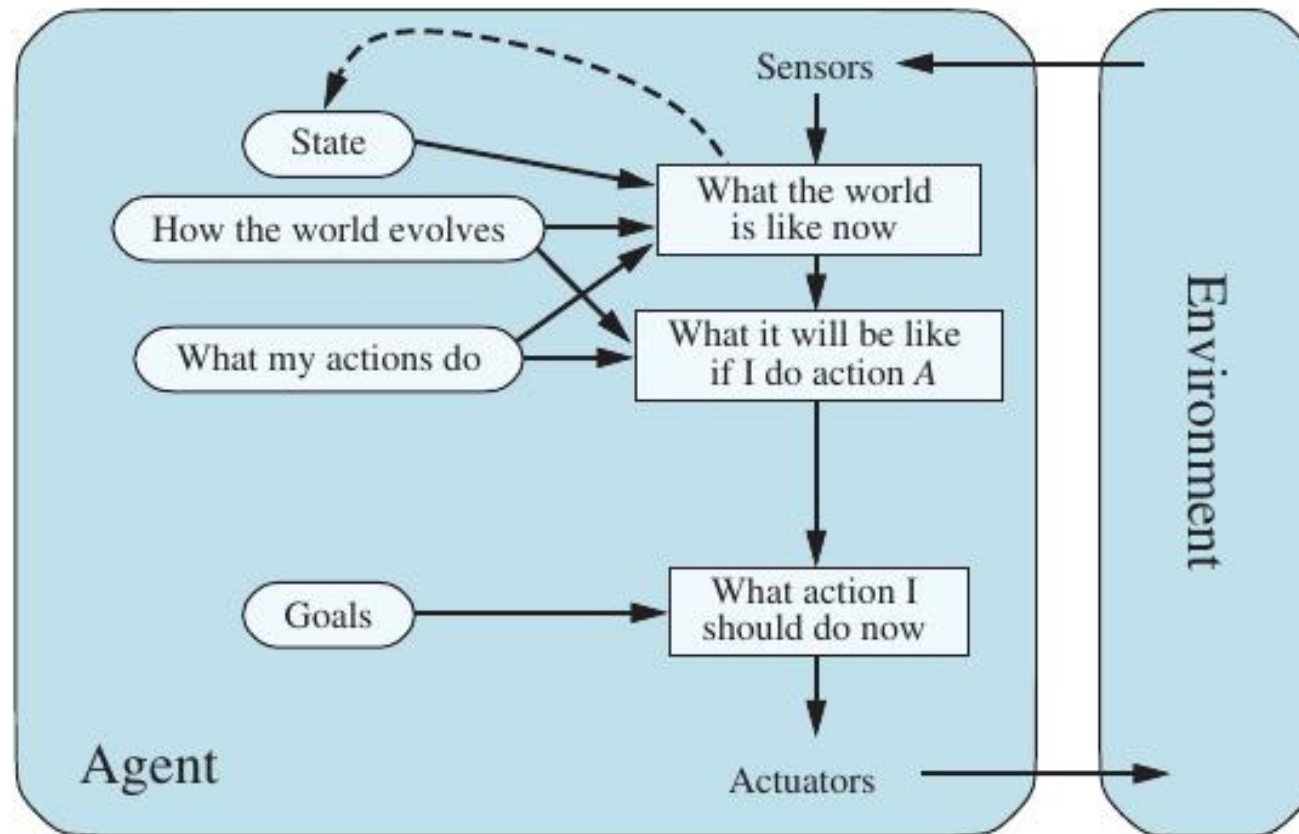 Sensors
State
What the world
is like now
How the world evolves
What it will be like
if I do action A
What my actions do
Environment
What action I
should do now
Goals
Agent
Actuators